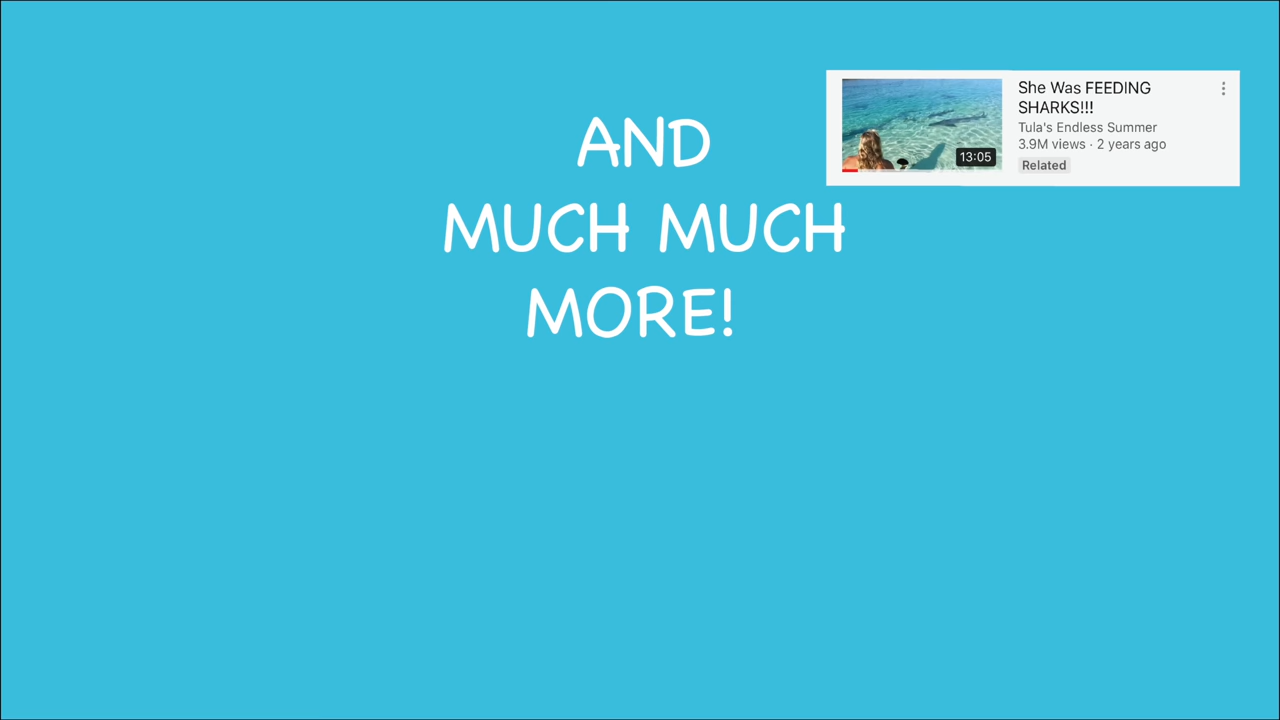 AND
MUCH MUCH
MORE!
She Was FEEDING
SHARKS!!!
Tula's Endless Summer
3.9M views · 2 years ago
Related
13:05